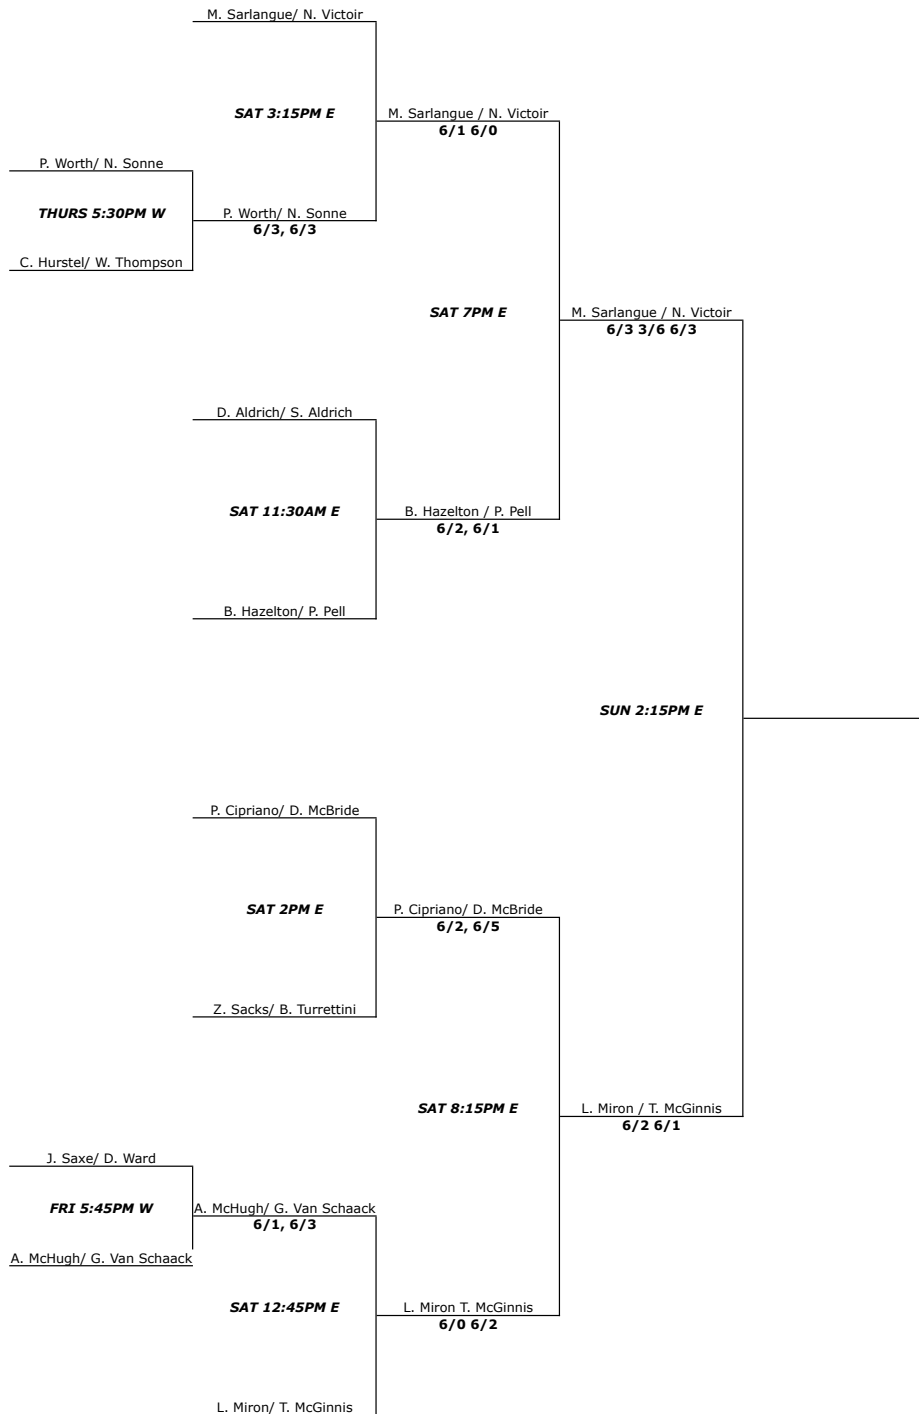 M. Sarlangue/ N. Victoir
SAT 3:15PM E
M. Sarlangue / N. Victoir
6/1 6/0
P. Worth/ N. Sonne
THURS 5:30PM W
P. Worth/ N. Sonne
6/3, 6/3
C. Hurstel/ W. Thompson
SAT 7PM E
M. Sarlangue / N. Victoir
6/3 3/6 6/3
D. Aldrich/ S. Aldrich
SAT 11:30AM E
B. Hazelton / P. Pell
6/2, 6/1
B. Hazelton/ P. Pell
SUN 2:15PM E
P. Cipriano/ D. McBride
SAT 2PM E
P. Cipriano/ D. McBride
6/2, 6/5
Z. Sacks/ B. Turrettini
SAT 8:15PM E
L. Miron / T. McGinnis
6/2 6/1
J. Saxe/ D. Ward
FRI 5:45PM W
A. McHugh/ G. Van Schaack
6/1, 6/3
A. McHugh/ G. Van Schaack
SAT 12:45PM E
L. Miron T. McGinnis
6/0 6/2
L. Miron/ T. McGinnis